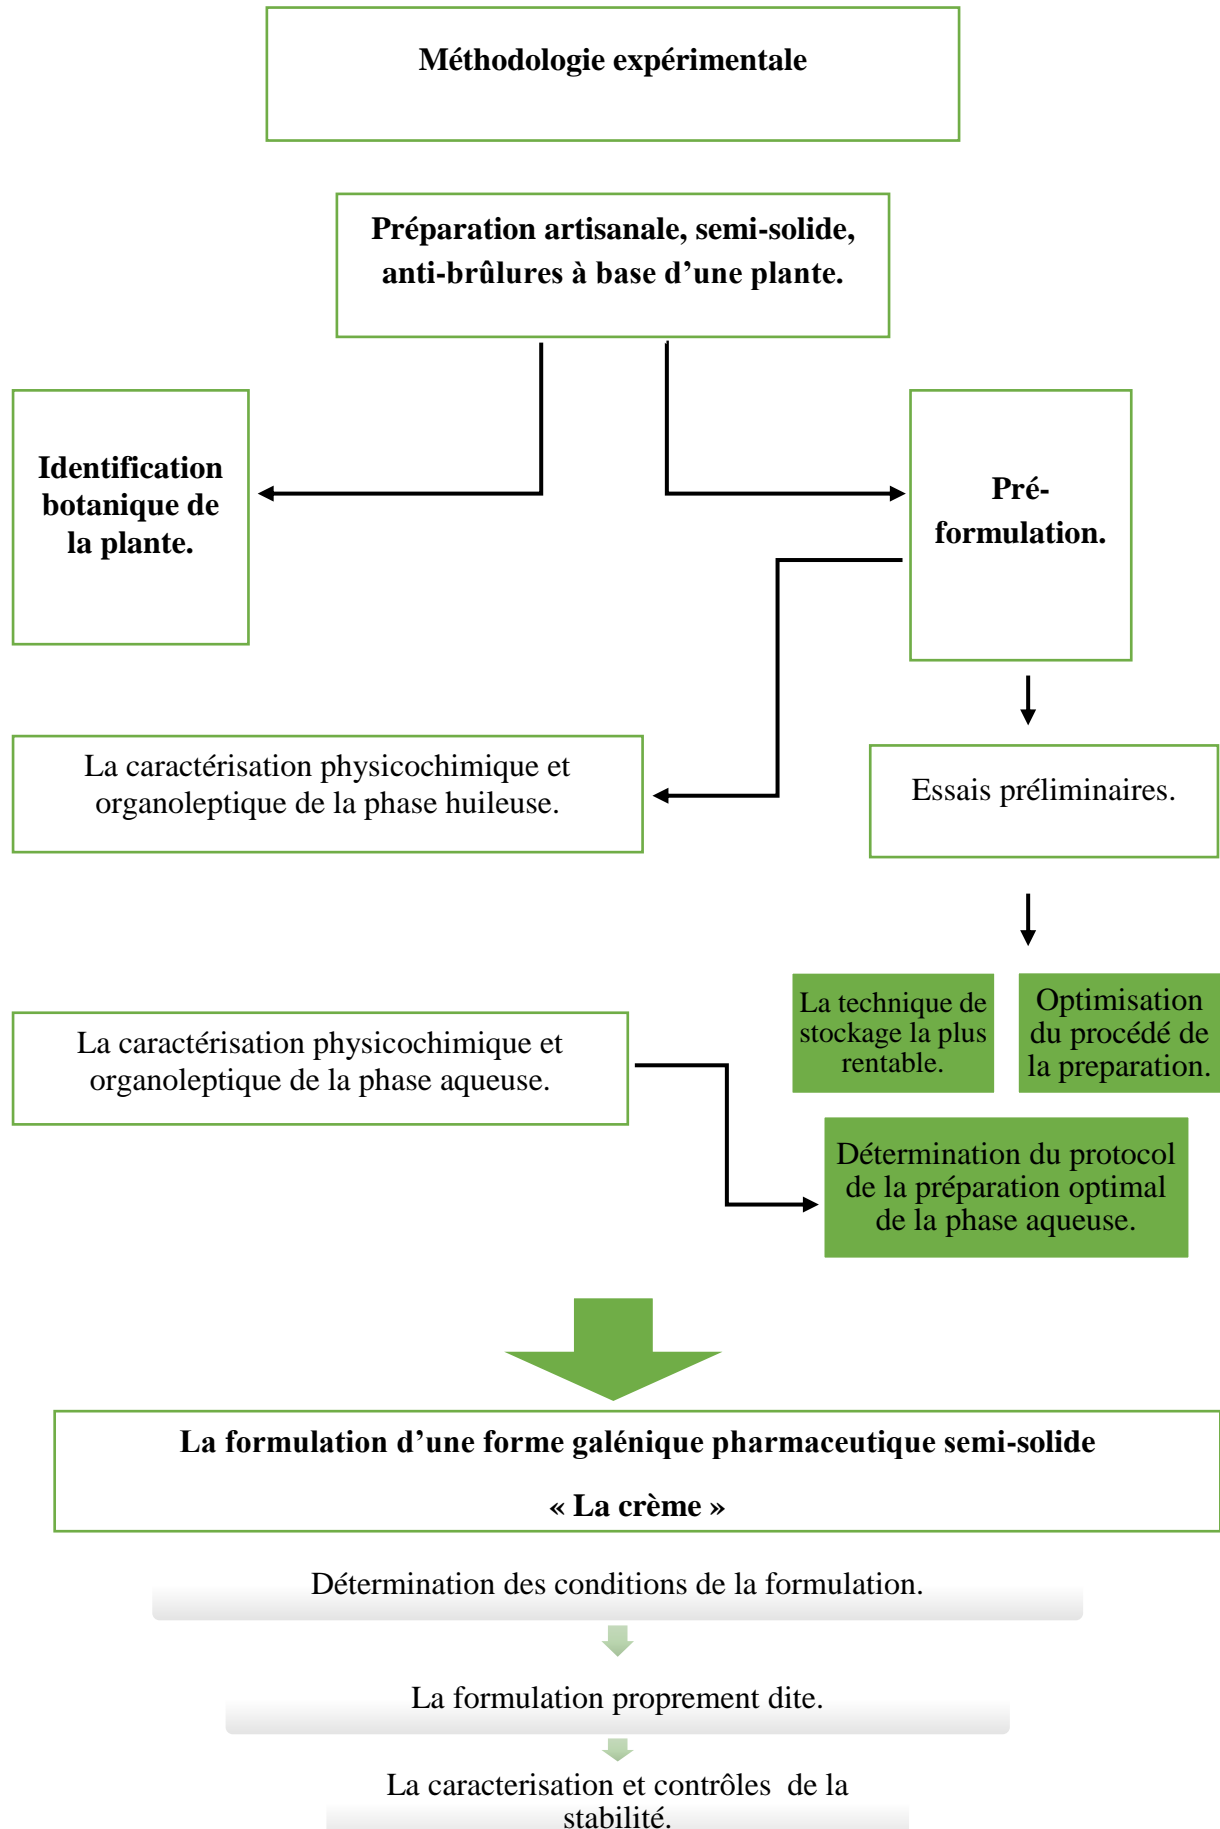 Méthodologie expérimentale
Préparation artisanale, semi-solide,
anti-brûlures à base d’une plante.
Identification
botanique de
la plante.
Pré-
formulation.
La caractérisation physicochimique et
organoleptique de la phase huileuse.
Essais préliminaires.
La technique de
stockage la plus
rentable.
Optimisation
du procédé de
la preparation.
La caractérisation physicochimique et
organoleptique de la phase aqueuse.
Détermination du protocol
de la préparation optimal
de la phase aqueuse.
La formulation d’une forme galénique pharmaceutique semi-solide
« La crème »
Détermination des conditions de la formulation.
La formulation proprement dite.
La caracterisation et contrôles de la
stabilité.